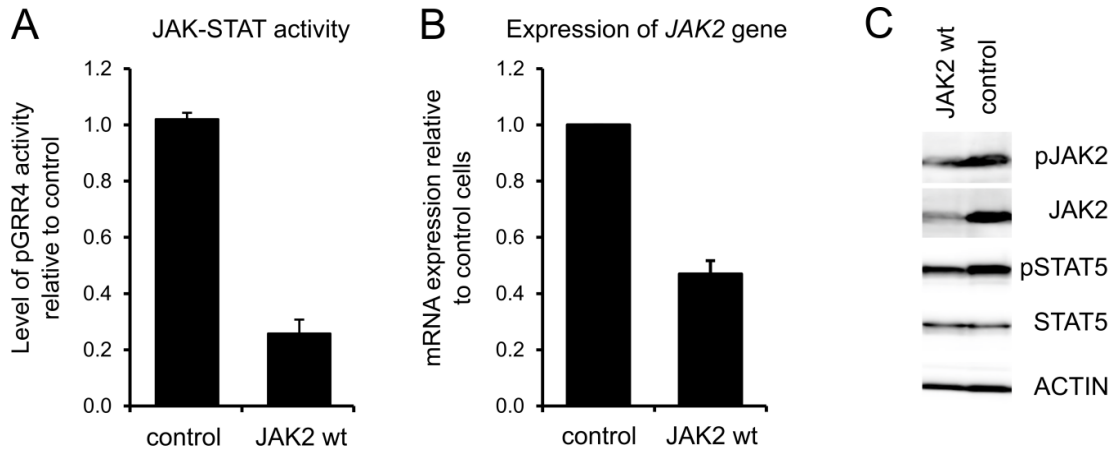 A
JAK-STAT activity
Level of pGRR4 activity
relative to control
1.2
1.0
0.8
0.6
0.4
0.2
0.0
control
JAK2 wt
B
Expression of JAK2 gene
mRNA expression relative
to control cells
1.2
1.0
0.8
0.6
0.4
0.2
0.0
control
JAK2 wt
C
JAK2 wt
control
pJAK2
JAK2
pSTAT5
STAT5
ACTIN